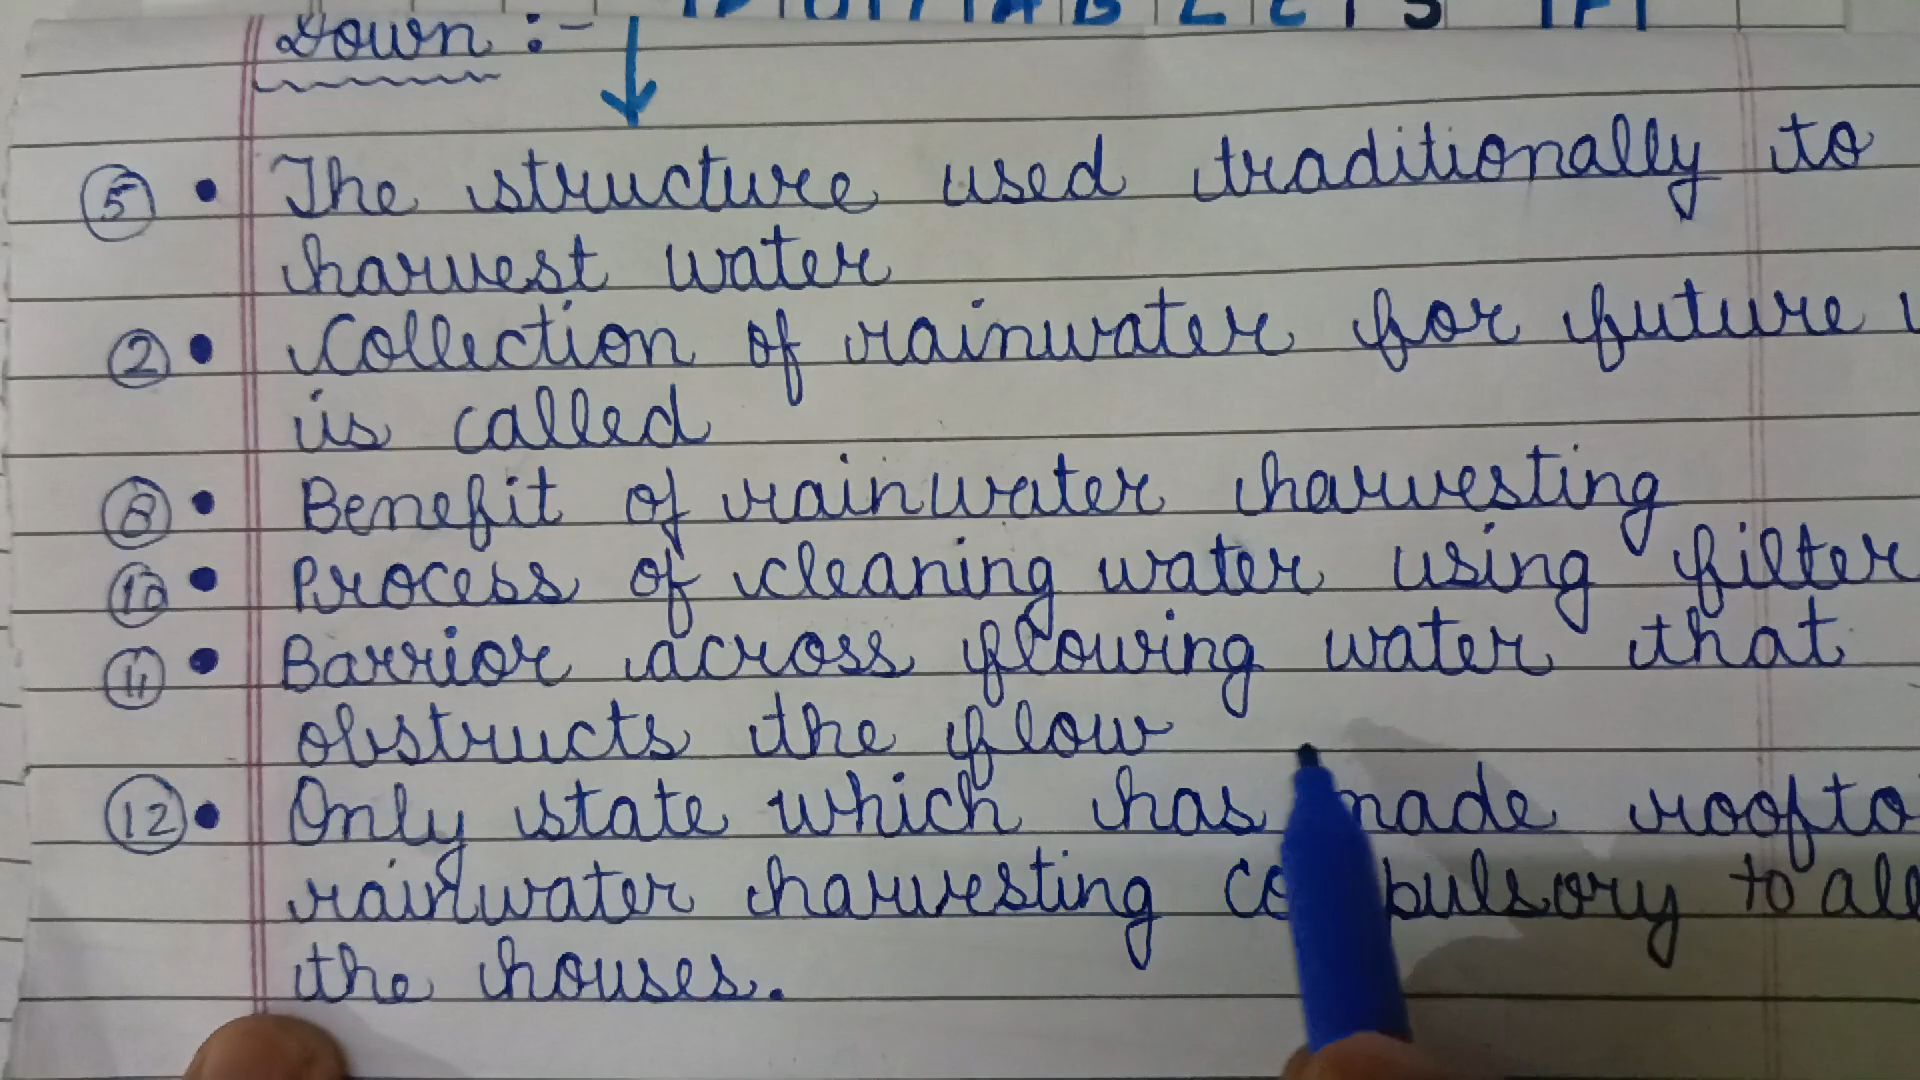 Down :-
5 • The structure used traditionally to
harvest water
2 • Collection of rainwater for future
is called
8 • Benefit of rainwater harvesting
10 • Process of cleaning water using filter
11 • Barrior across flowing water that
obstructs the flow
12 • Only state which has made roofto
rainwater harvesting to all
the houses.